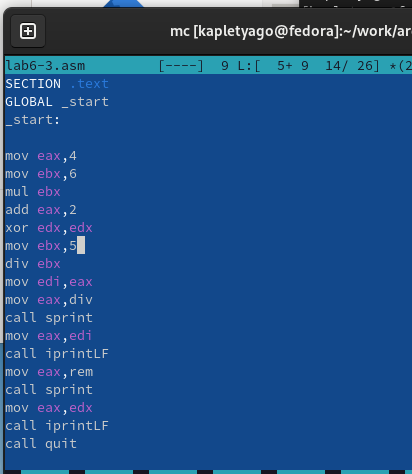 mc [kapletyago@fedora]:~/work/ar
lab6-3.asm [----] 9 L:[ 5+ 9 14/ 26] *(2
SECTION .text
GLOBAL _start
_start:
mov eax,4
mov ebx,6
mul ebx
add eax,2
xor edx,edx
mov ebx,5
div ebx
mov edi,eax
mov eax,div
call sprint
mov eax,edi
call iprintLF
mov eax,rem
call sprint
mov eax,edx
call iprintLF
call quit